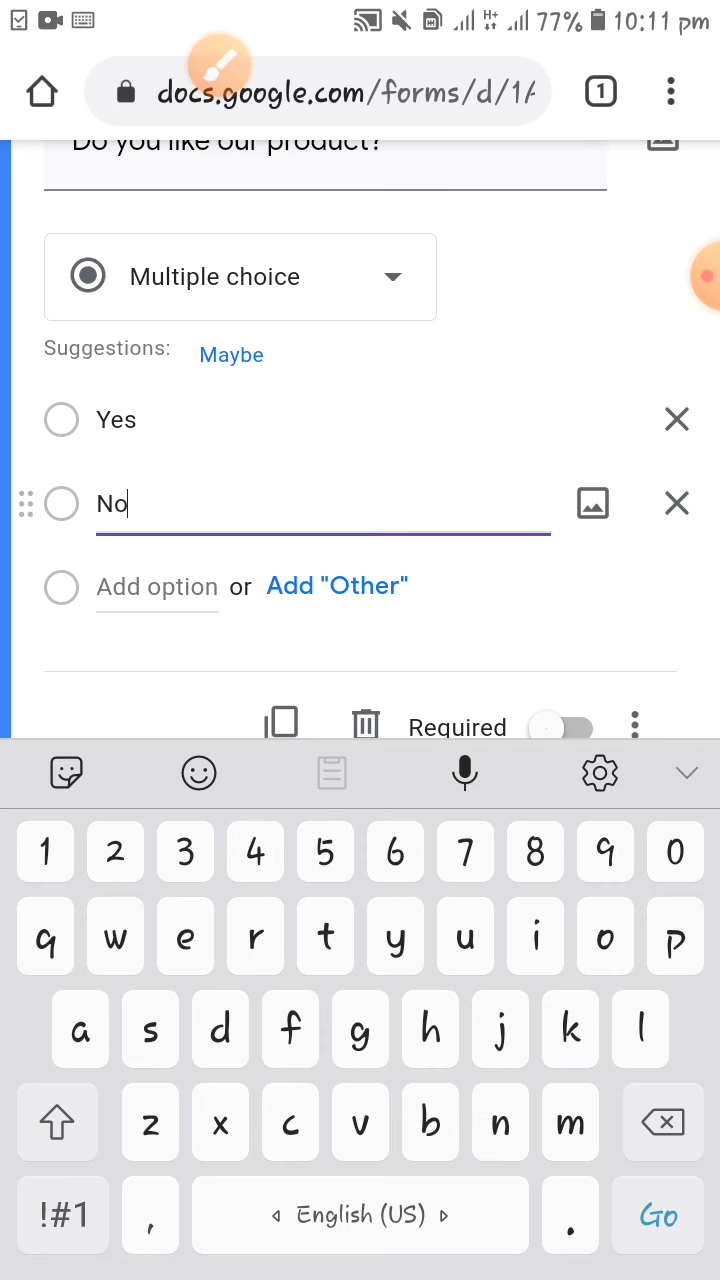 77% 10:11 pm
docs.google.com/forms/d/1A 1
Do you like our product?
Multiple choice
Suggestions: Maybe
Yes
No
Add option or Add "Other"
Required
1 2 3 4 5 6 7 8 9 0
q w e r t y u i o p
a s d f g h j k l
z x c v b n m
!#1 , English (US) . Go